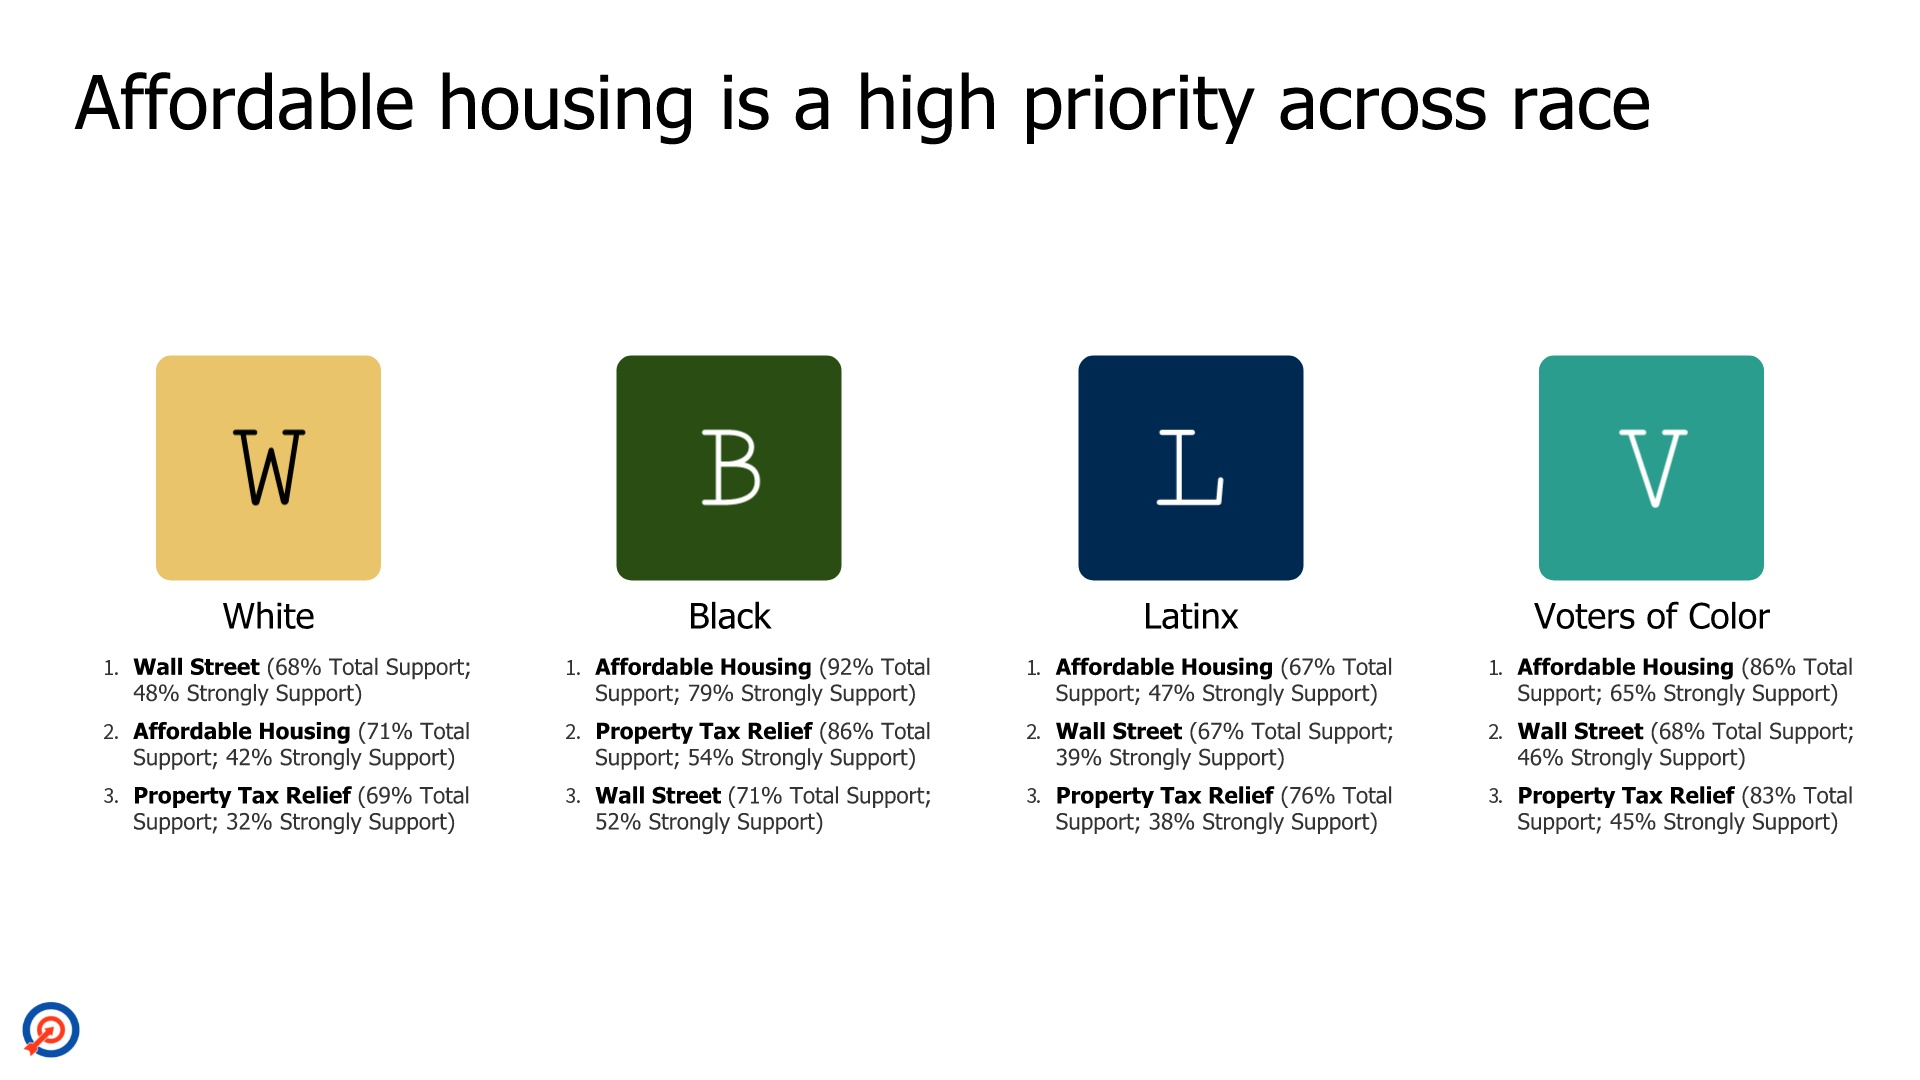 Affordable housing is a high priority across race
W
White
1. Wall Street (68% Total Support;
48% Strongly Support)
2. Affordable Housing (71% Total
Support; 42% Strongly Support)
3. Property Tax Relief (69% Total
Support; 32% Strongly Support)
B
Black
1. Affordable Housing (92% Total
Support; 79% Strongly Support)
2. Property Tax Relief (86% Total
Support; 54% Strongly Support)
3. Wall Street (71% Total Support;
52% Strongly Support)
L
Latinx
1. Affordable Housing (67% Total
Support; 47% Strongly Support)
2. Wall Street (67% Total Support;
39% Strongly Support)
3. Property Tax Relief (76% Total
Support; 38% Strongly Support)
V
Voters of Color
1. Affordable Housing (86% Total
Support; 65% Strongly Support)
2. Wall Street (68% Total Support;
46% Strongly Support)
3. Property Tax Relief (83% Total
Support; 45% Strongly Support)